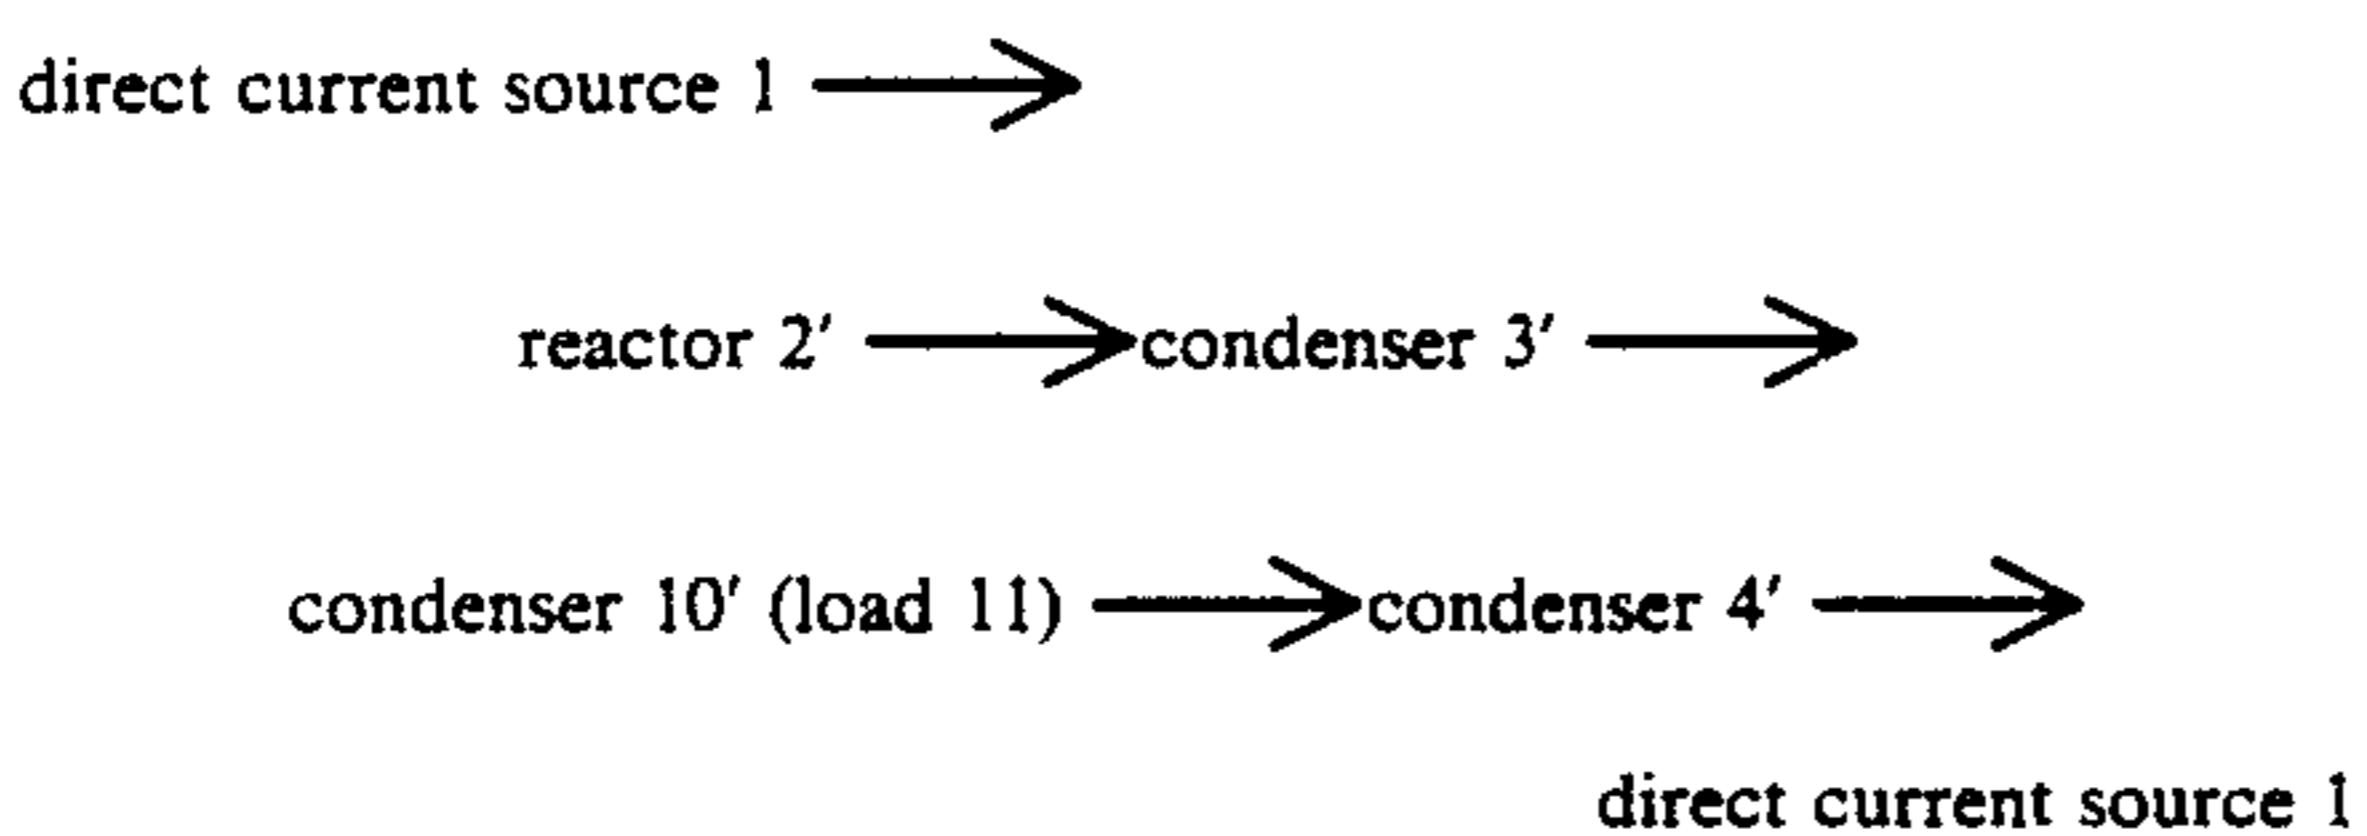 direct current source 1 ⟶
reactor 2′ ⟶condenser 3′ ⟶
condenser 10′ (load 11) ⟶condenser 4′ ⟶
direct current source 1